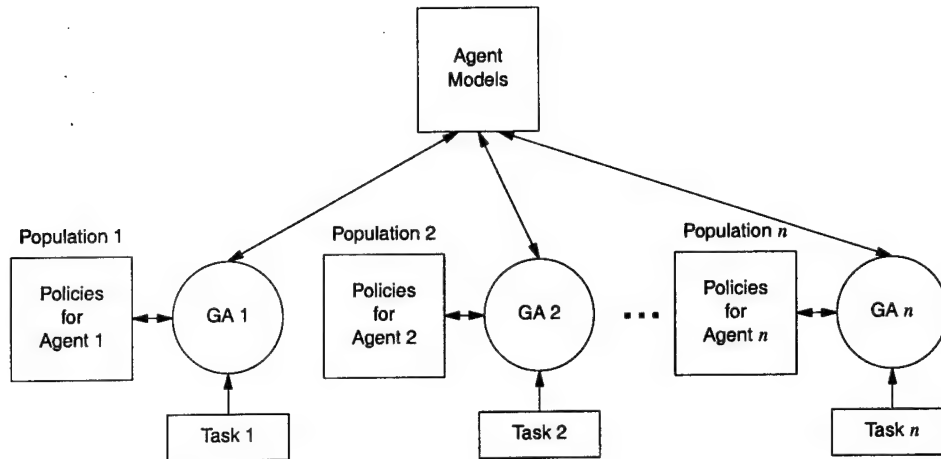 Agent
Models
Population 1
Policies
for
Agent 1
GA 1
Task 1
Population 2
Policies
for
Agent 2
GA 2
Task 2
Population n
Policies
for
Agent n
GA n
Task n